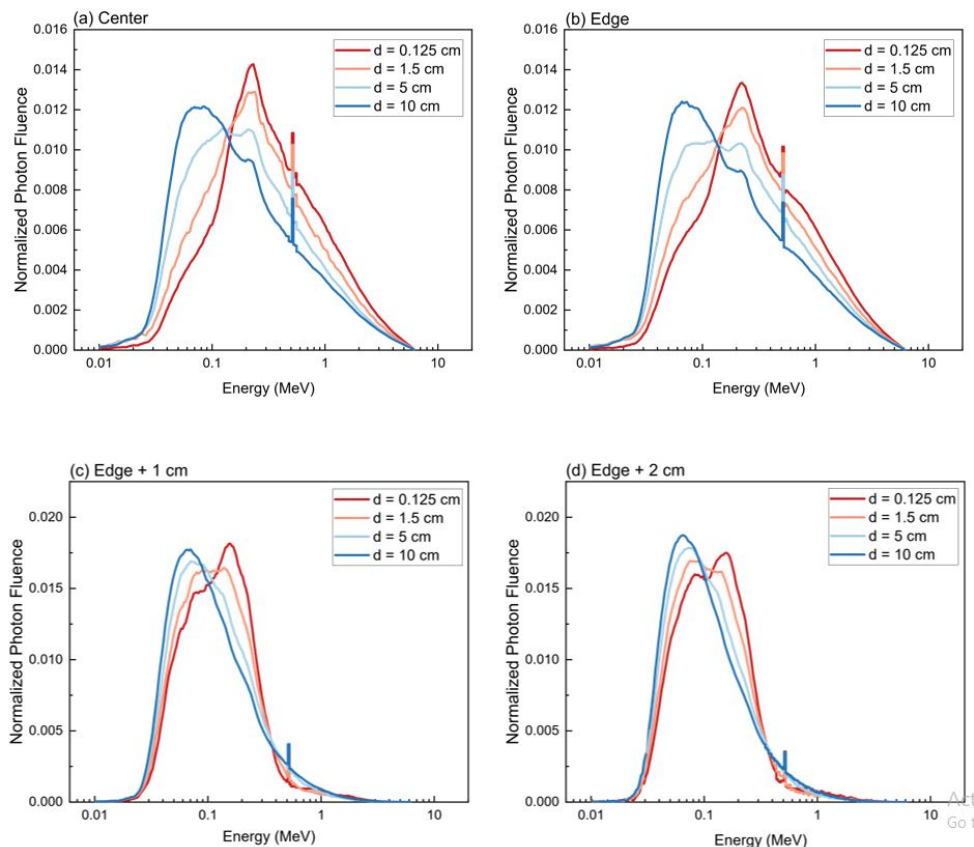 (a) Center
Normalized Photon Fluence
0.016
0.014
0.012
0.010
0.008
0.006
0.004
0.002
0.000
d = 0.125 cm
d = 1.5 cm
d = 5 cm
d = 10 cm
0.01 0.1 1 10
Energy (MeV)
(b) Edge
Normalized Photon Fluence
0.016
0.014
0.012
0.010
0.008
0.006
0.004
0.002
0.000
d = 0.125 cm
d = 1.5 cm
d = 5 cm
d = 10 cm
0.01 0.1 1 10
Energy (MeV)
(c) Edge + 1 cm
Normalized Photon Fluence
0.020
0.015
0.010
0.005
0.000
d = 0.125 cm
d = 1.5 cm
d = 5 cm
d = 10 cm
0.01 0.1 1 10
Energy (MeV)
(d) Edge + 2 cm
Normalized Photon Fluence
0.020
0.015
0.010
0.005
0.000
d = 0.125 cm
d = 1.5 cm
d = 5 cm
d = 10 cm
0.01 0.1 1 10
Energy (MeV)
Act
Go t